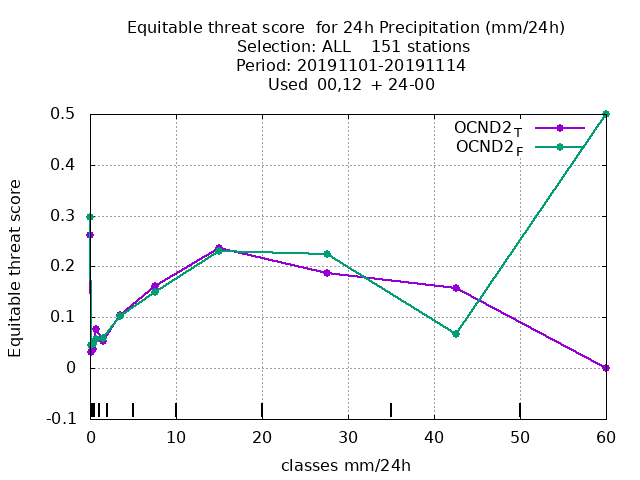 Equitable threat score  for 24h Precipitation (mm/24h)
Selection: ALL    151 stations
Period: 20191101-20191114
Used  00,12  + 24-00
OCND2T
OCND2F
0.5
0.4
0.3
0.2
0.1
0
-0.1
Equitable threat score
0 10 20 30 40 50 60
classes mm/24h